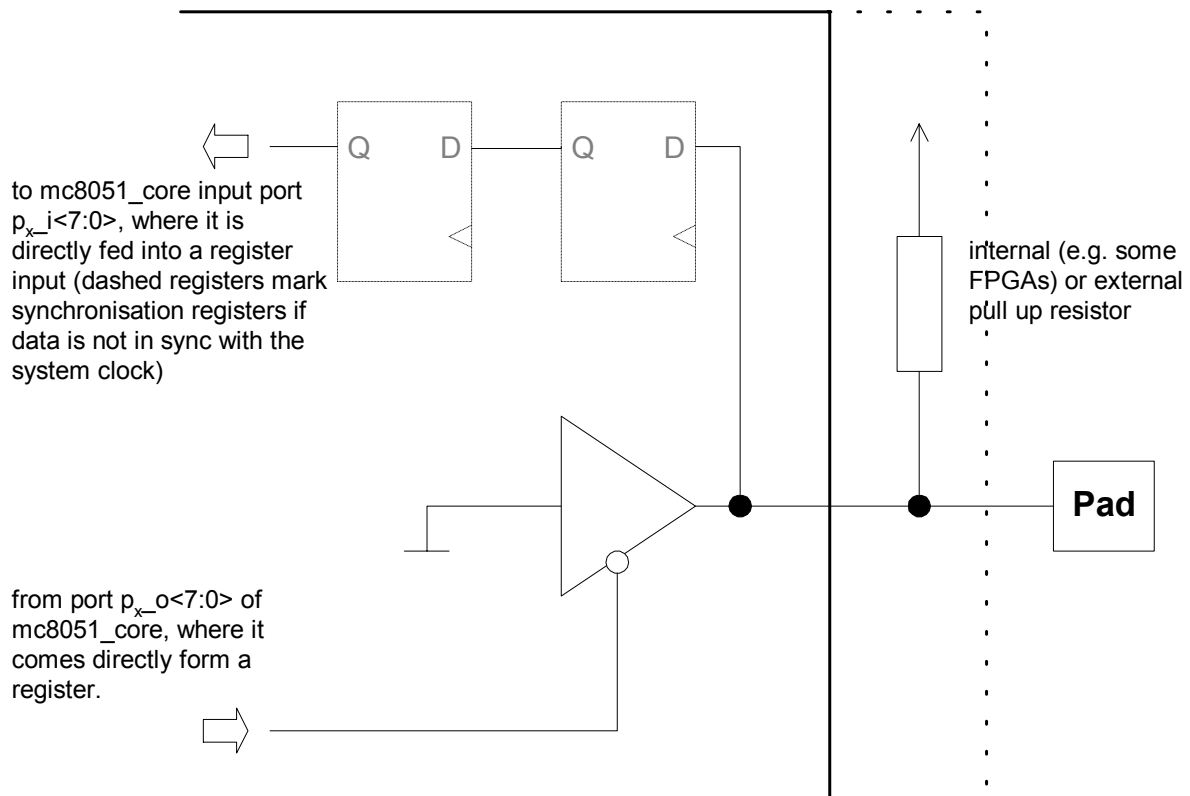 Q D Q D
to mc8051_core input port
px_i<7:0>, where it is
directly fed into a register
input (dashed registers mark
synchronisation registers if
data is not in sync with the
system clock)
internal (e.g. some
FPGAs) or external
pull up resistor
Pad
from port px_o<7:0> of
mc8051_core, where it
comes directly form a
register.